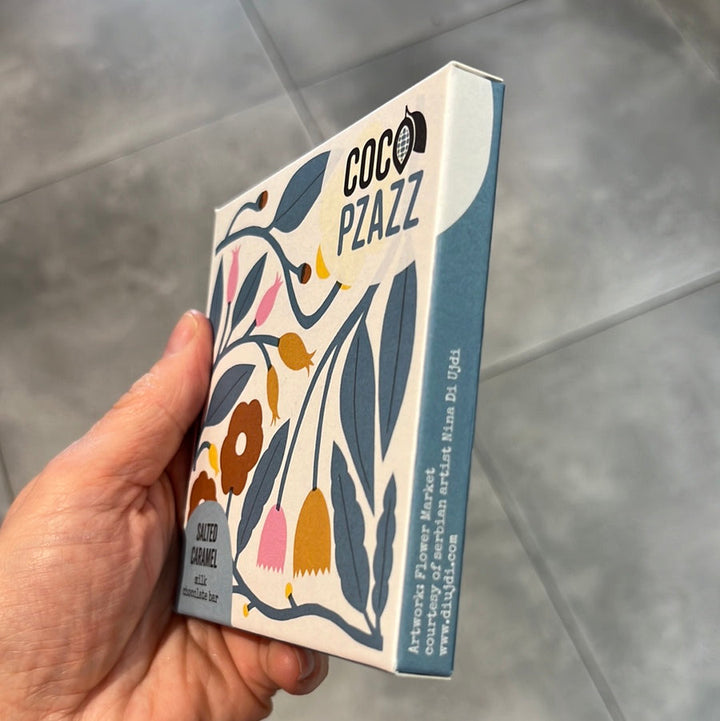 COCO
PZAZZ
SALTED
CARAMEL
milk
chocolate bar
Artwork: Flower Market
courtesy of serbian artist Nina Di Ujdi
www.diujdi.com